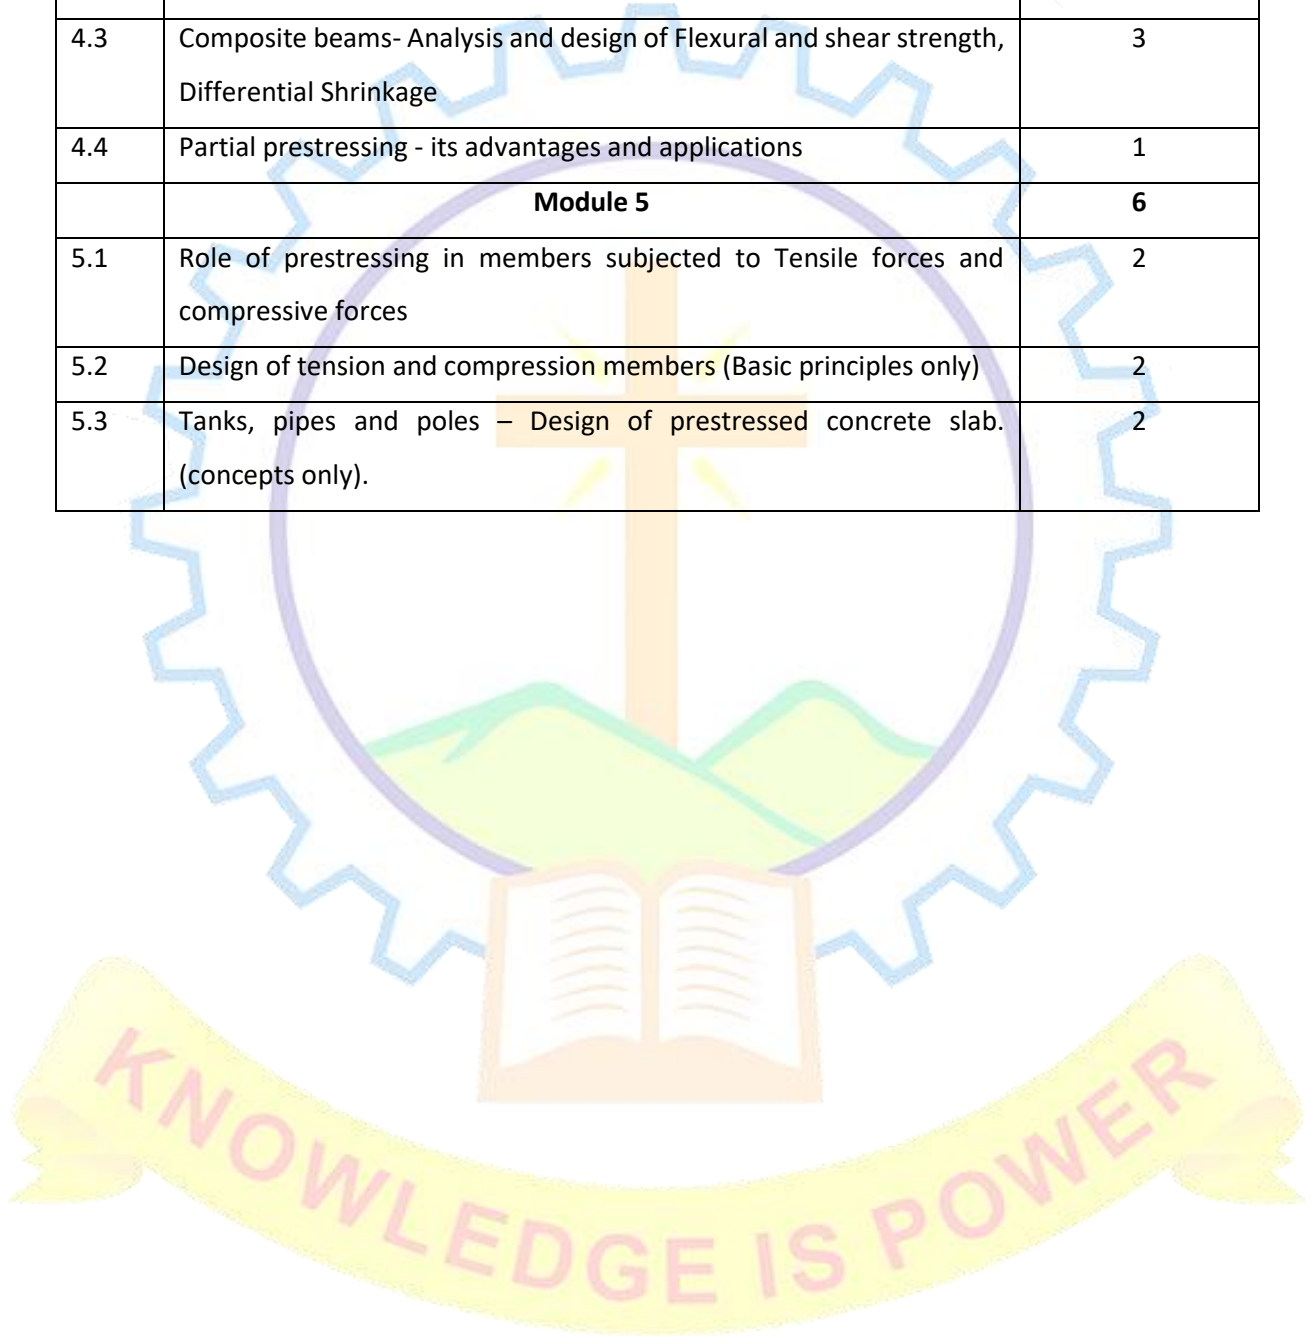 4.3 Composite beams- Analysis and design of Flexural and shear strength, 3
Differential Shrinkage
4.4 Partial prestressing - its advantages and applications 1
Module 5 6
5.1 Role of prestressing in members subjected to Tensile forces and 2
compressive forces
5.2 Design of tension and compression members (Basic principles only) 2
5.3 Tanks, pipes and poles – Design of prestressed concrete slab. 2
(concepts only).
KNOWLEDGE IS POWER